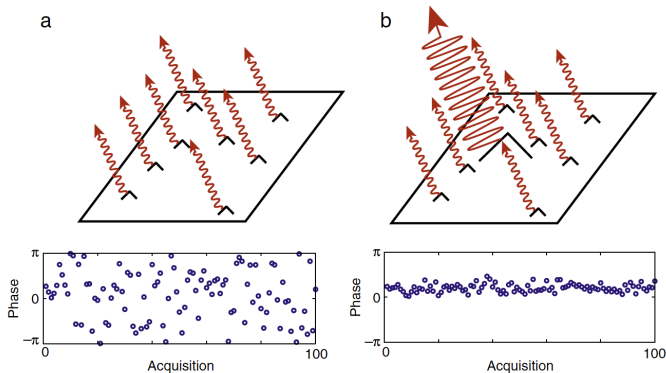 a
b
π
0
−π
Phase
0
100
Acquisition
π
0
−π
Phase
0
100
Acquisition